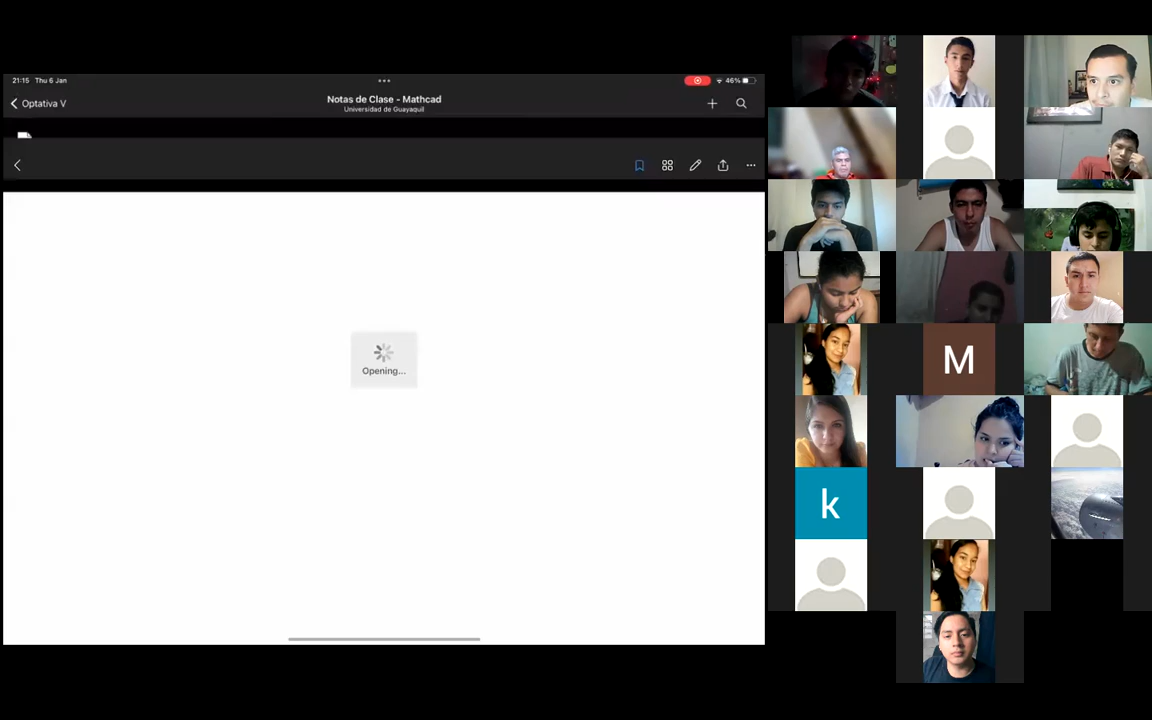 21:15 Thu 6 Jan
46%
Optativa V
Notas de Clase - Mathcad
Universidad de Guayaquil
Opening...
M
k